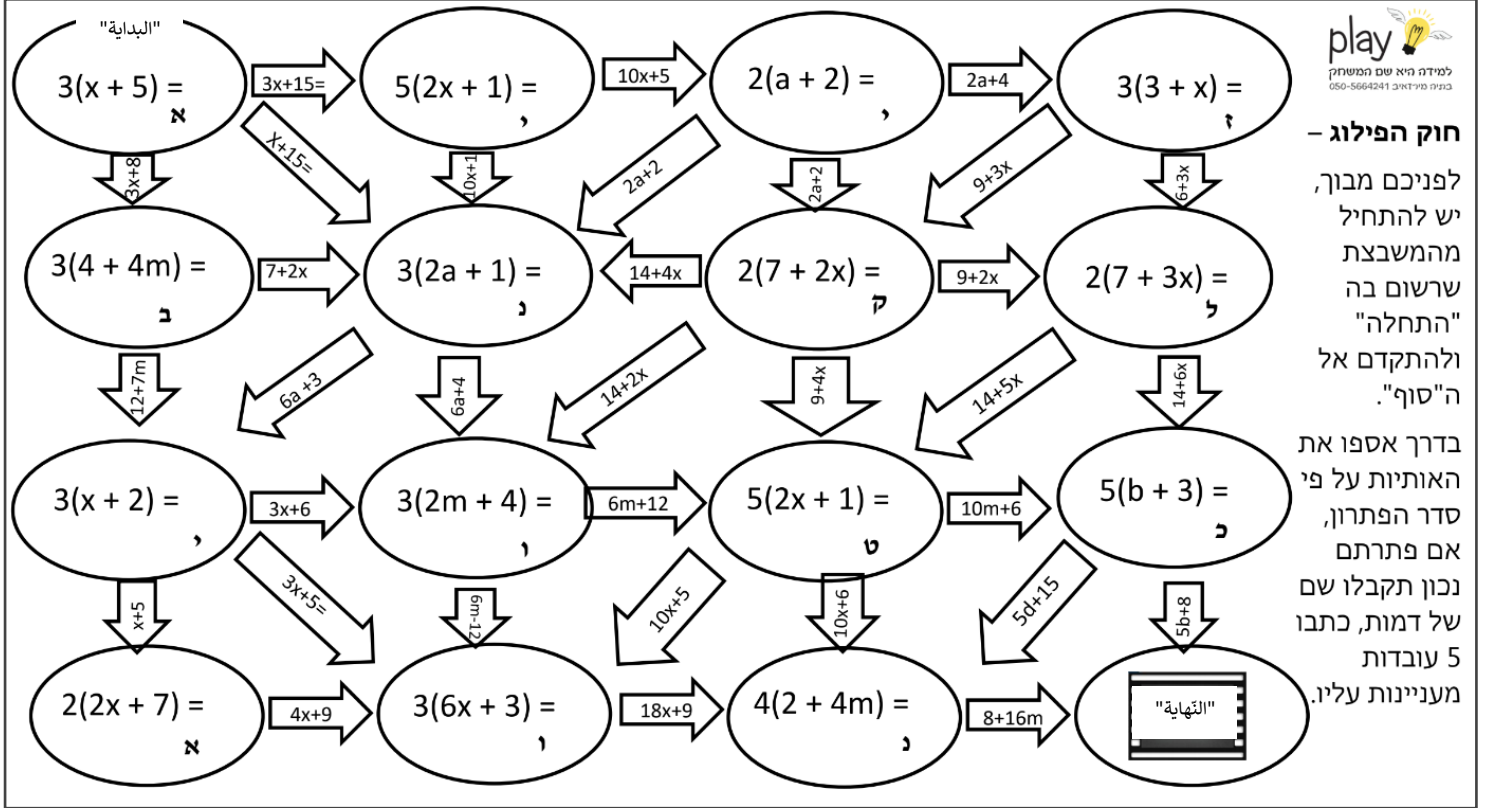 "البداية"
3(x + 5) =
א
3x+15=
5(2x + 1) =
י
10x+5
2(a + 2) =
י
2a+4
3(3 + x) =
ז
3x+8
X+15=
10x+1
2a+2
2a+2
9+3x
6+3x
3(4 + 4m) =
ב
7+2x
3(2a + 1) =
נ
14+4x
2(7 + 2x) =
ק
9+2x
2(7 + 3x) =
ל
12+7m
6a +3
6a+4
14+2x
9+4x
14+5x
14+6x
3(x + 2) =
י
3x+6
3(2m + 4) =
ו
6m+12
5(2x + 1) =
ט
10m+6
5(b + 3) =
כ
x+5
3x+5=
6m-12
10x+5
10x+6
5d+15
5b+8
2(2x + 7) =
א
4x+9
3(6x + 3) =
ו
18x+9
4(2 + 4m) =
נ
8+16m
"النّهاية"
play
למידה היא שם המשחק
בתיה מירדאיב 050-5664241
חוק הפילוג –
לפניכם מבוך,
יש להתחיל
מהמשבצת
שרשום בה
"התחלה"
ולהתקדם אל
ה"סוף".
בדרך אספו את
האותיות על פי
סדר הפתרון,
אם פתרתם
נכון תקבלו שם
של דמות, כתבו
5 עובדות
מעניינות עליו.